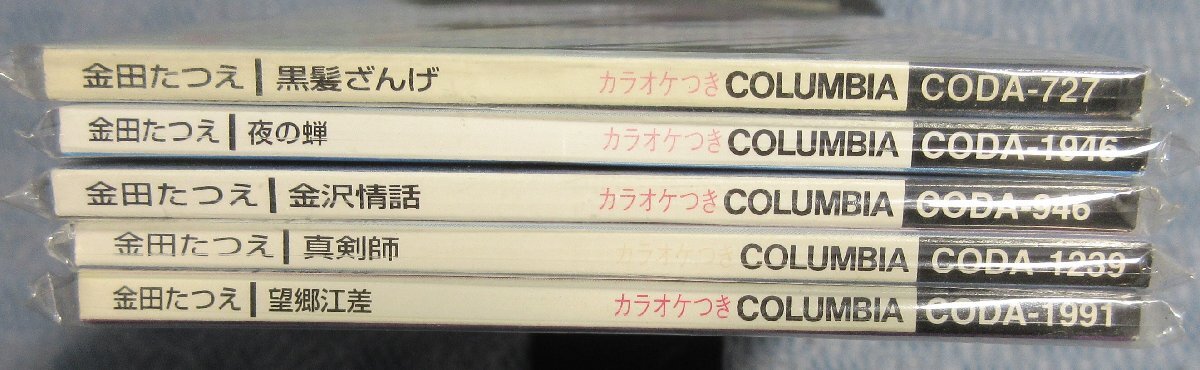 金田たつえ 黒髪ざんげ カラオケつき COLUMBIA CODA-727
金田たつえ 夜の蝉 カラオケつき COLUMBIA CODA-1946
金田たつえ 金沢情話 カラオケつき COLUMBIA CODA-946
金田たつえ 真剣師 カラオケつき COLUMBIA CODA-1239
金田たつえ 望郷江差 カラオケつき COLUMBIA CODA-1991